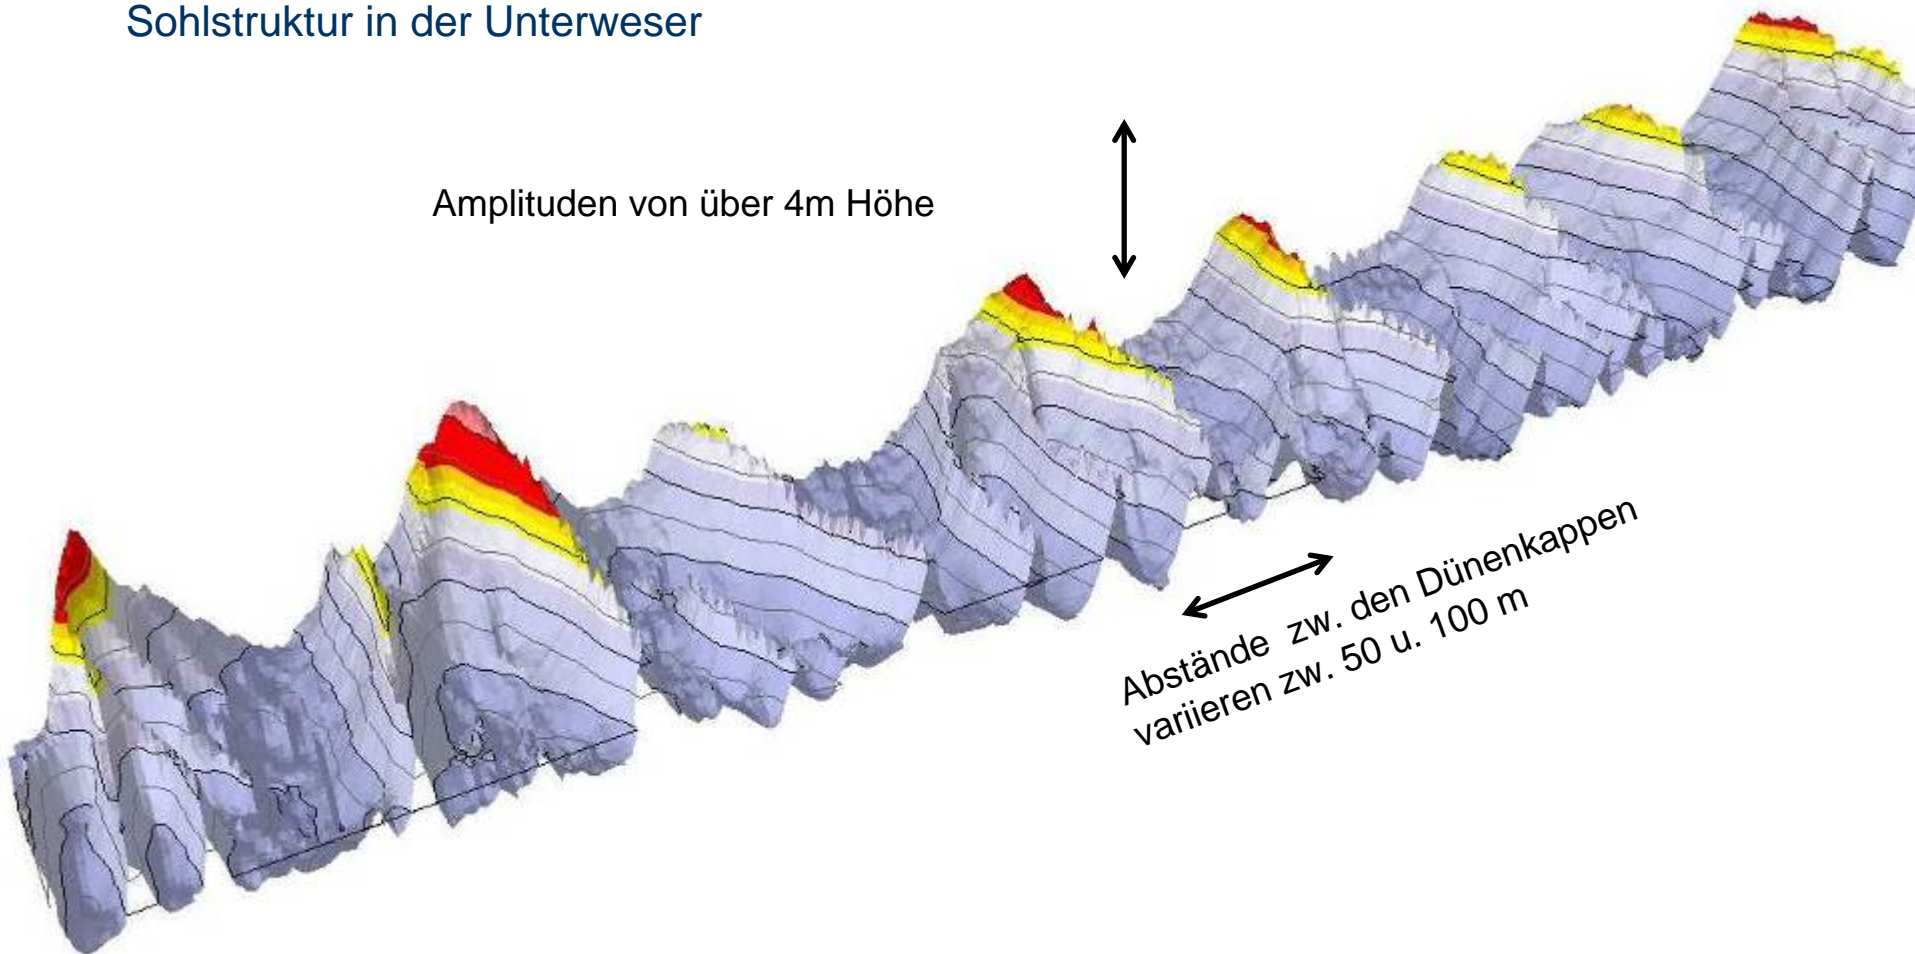 Sohlstruktur in der Unterweser
Amplituden von über 4m Höhe
Abstände zw. den Dünenkappen
variieren zw. 50 u. 100 m